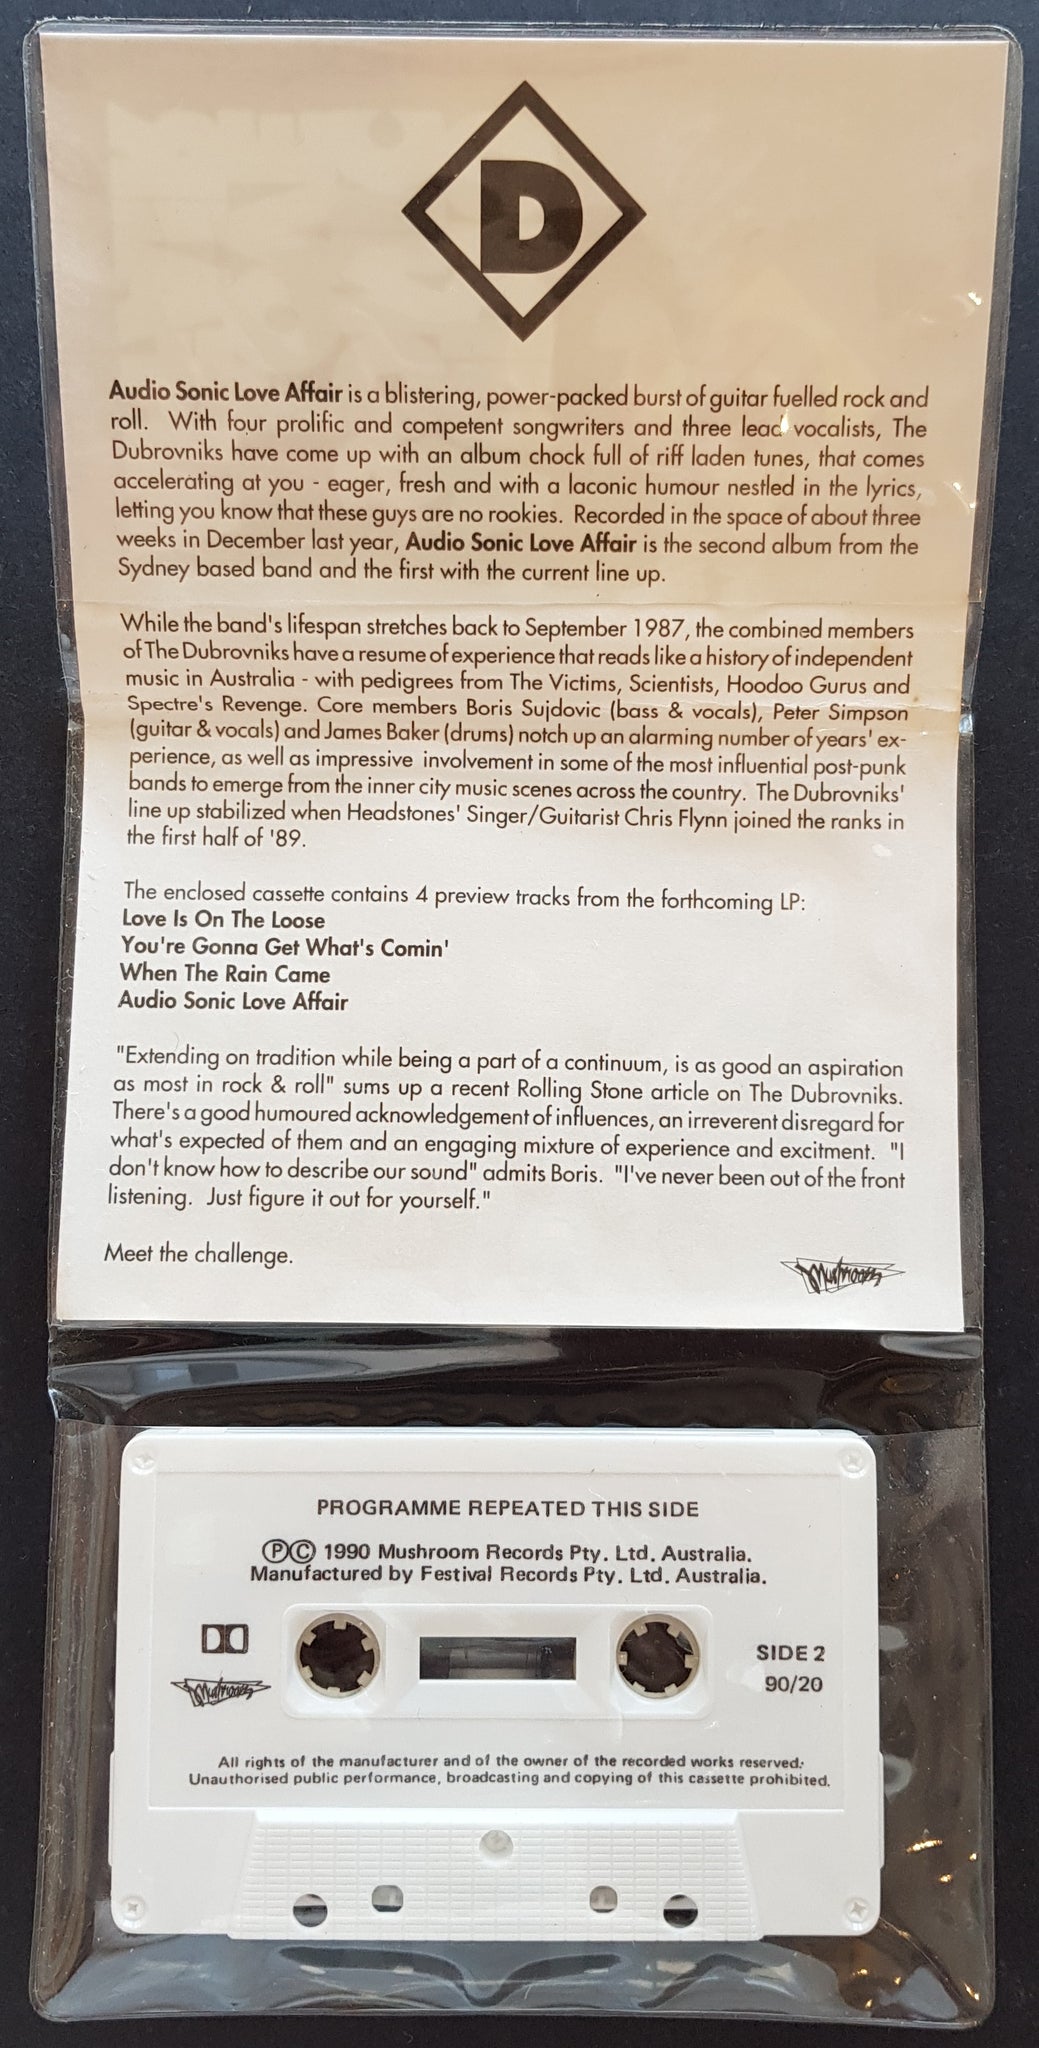 D
Audio Sonic Love Affair is a blistering, power-packed burst of guitar fuelled rock and
roll. With four prolific and competent songwriters and three lead vocalists, The
Dubrovniks have come up with an album chock full of riff laden tunes, that comes
accelerating at you - eager, fresh and with a laconic humour nestled in the lyrics,
letting you know that these guys are no rookies. Recorded in the space of about three
weeks in December last year, Audio Sonic Love Affair is the second album from the
Sydney based band and the first with the current line up.
While the band's lifespan stretches back to September 1987, the combined members
of The Dubrovniks have a resume of experience that reads like a history of independent
music in Australia - with pedigrees from The Victims, Scientists, Hoodoo Gurus and
Spectre's Revenge. Core members Boris Sujdovic (bass & vocals), Peter Simpson
(guitar & vocals) and James Baker (drums) notch up an alarming number of years' ex-
perience, as well as impressive involvement in some of the most influential post-punk
bands to emerge from the inner city music scenes across the country. The Dubrovniks'
line up stabilized when Headstones' Singer/Guitarist Chris Flynn joined the ranks in
the first half of '89.
The enclosed cassette contains 4 preview tracks from the forthcoming LP:
Love Is On The Loose
You're Gonna Get What's Comin'
When The Rain Came
Audio Sonic Love Affair
"Extending on tradition while being a part of a continuum, is as good an aspiration
as most in rock & roll" sums up a recent Rolling Stone article on The Dubrovniks.
There's a good humoured acknowledgement of influences, an irreverent disregard for
what's expected of them and an engaging mixture of experience and excitment. "I
don't know how to describe our sound" admits Boris. "I've never been out of the front
listening. Just figure it out for yourself."
Meet the challenge.
Mushroom
PROGRAMME REPEATED THIS SIDE
ⓅⒸ 1990 Mushroom Records Pty. Ltd. Australia.
Manufactured by Festival Records Pty. Ltd. Australia.
Mushroom
SIDE 2
90/20
All rights of the manufacturer and of the owner of the recorded works reserved.
Unauthorised public performance, broadcasting and copying of this cassette prohibited.